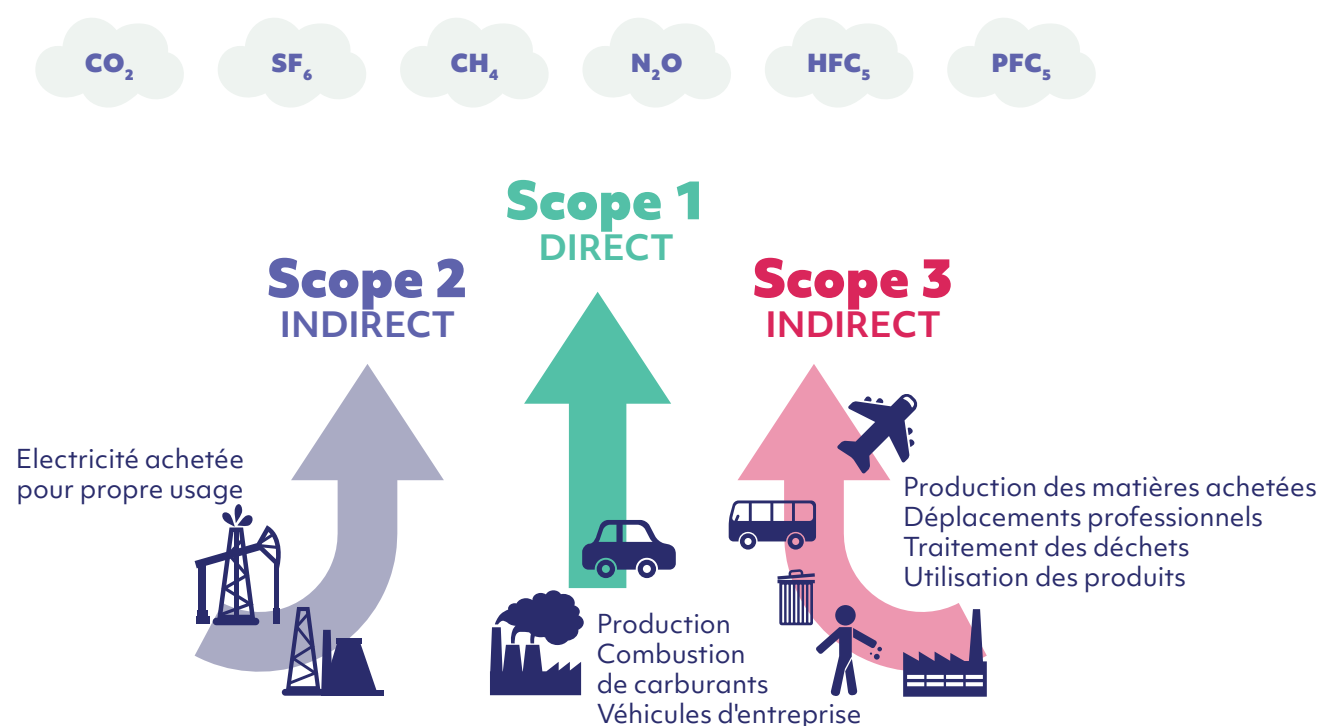 CO₂ SF₆ CH₄ N₂O HFC₅ PFC₅
Scope 1
DIRECT
Scope 2
INDIRECT
Scope 3
INDIRECT
Electricité achetée
pour propre usage
Production des matières achetées
Déplacements professionnels
Traitement des déchets
Utilisation des produits
Production
Combustion
de carburants
Véhicules d'entreprise